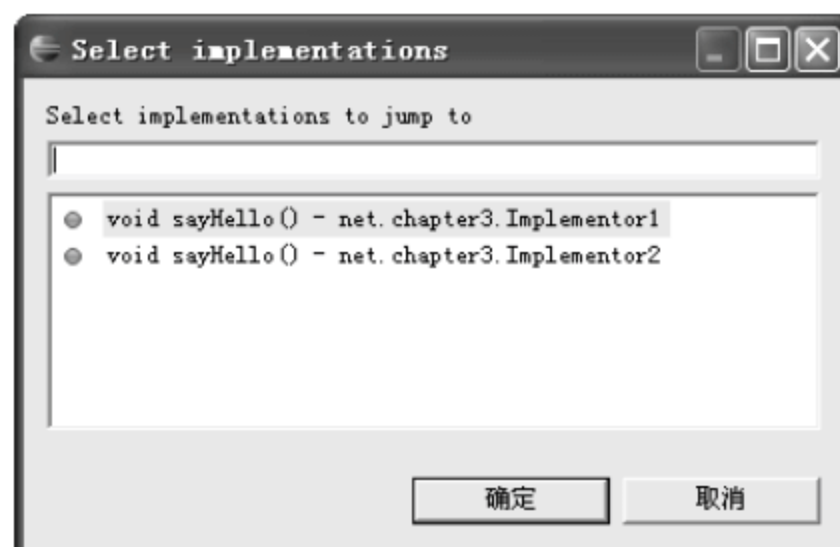 Select implementations
Select implementations to jump to
void sayHello() - net.chapter3.Implementor1
void sayHello() - net.chapter3.Implementor2
确定 取消